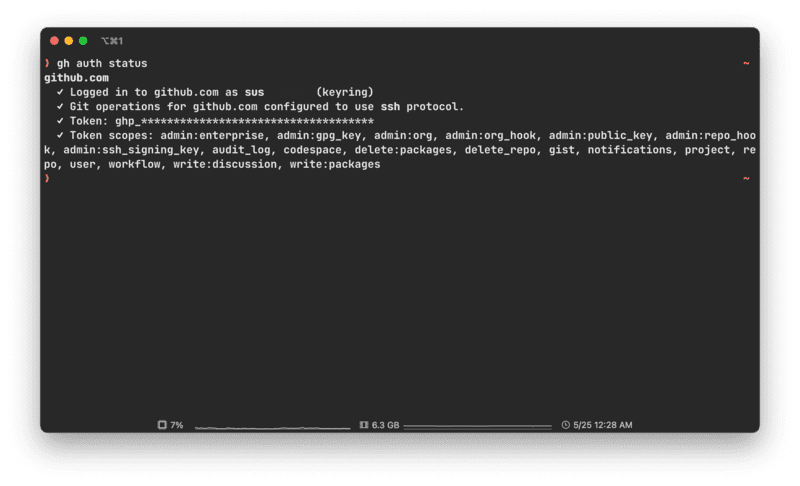 ⌥⌘1
❯ gh auth status ~
github.com
✓ Logged in to github.com as sus (keyring)
✓ Git operations for github.com configured to use ssh protocol.
✓ Token: ghp_************************************
✓ Token scopes: admin:enterprise, admin:gpg_key, admin:org, admin:org_hook, admin:public_key, admin:repo_hoo
k, admin:ssh_signing_key, audit_log, codespace, delete:packages, delete_repo, gist, notifications, project, re
po, user, workflow, write:discussion, write:packages
❯ ~
7% 6.3 GB 5/25 12:28 AM